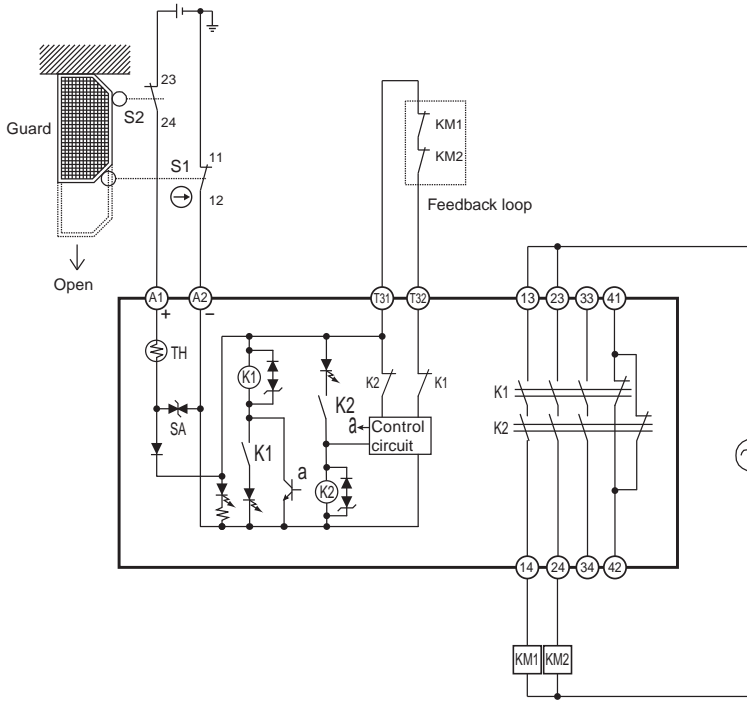 23
S2
24
Guard
11
S1
12
Open
KM1
KM2
Feedback loop
A1
A2
T31
T32
13
23
33
41
+
−
TH
SA
K1
K2
K2
K1
K1
K2
a
Control
circuit
K1
a
K2
K2
14
24
34
42
KM1
KM2